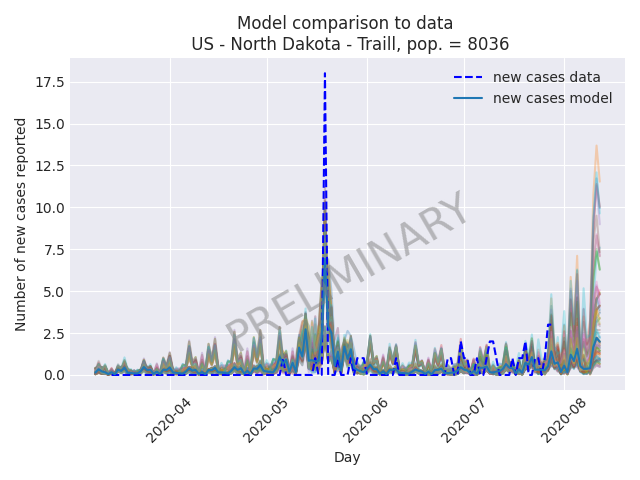 Model comparison to data
US - North Dakota - Traill, pop. = 8036
new cases data
new cases model
Number of new cases reported
17.5
15.0
12.5
10.0
7.5
5.0
2.5
0.0
PRELIMINARY
2020-04
2020-05
2020-06
2020-07
2020-08
Day